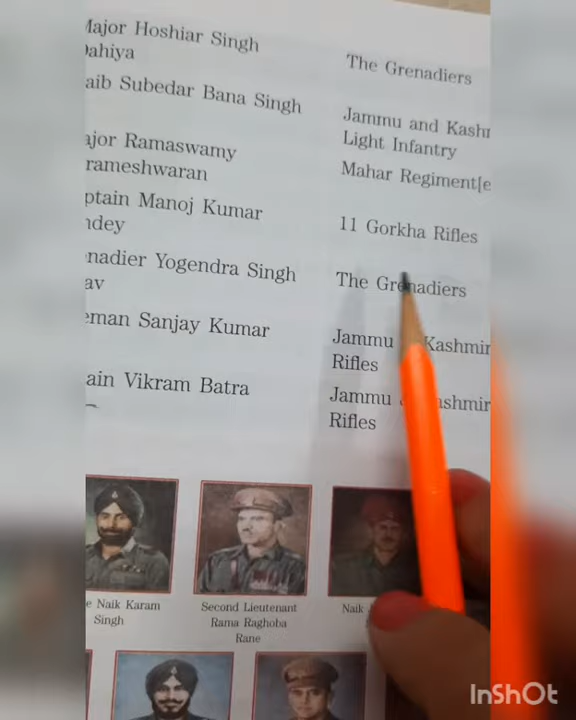 Major Hoshiar Singh
Dahiya
The Grenadiers
aib Subedar Bana Singh
Jammu and Kashm
Light Infantry
ajor Ramaswamy
rameshwaran
Mahar Regiment[e
ptain Manoj Kumar
ndey
11 Gorkha Rifles
nadier Yogendra Singh
av
The Grenadiers
eman Sanjay Kumar
Jammu Kashmir
Rifles
ain Vikram Batra
Jammu Kashmir
Rifles
e Naik Karam
Singh
Second Lieutenant
Rama Raghoba
Rane
Naik
InShOt